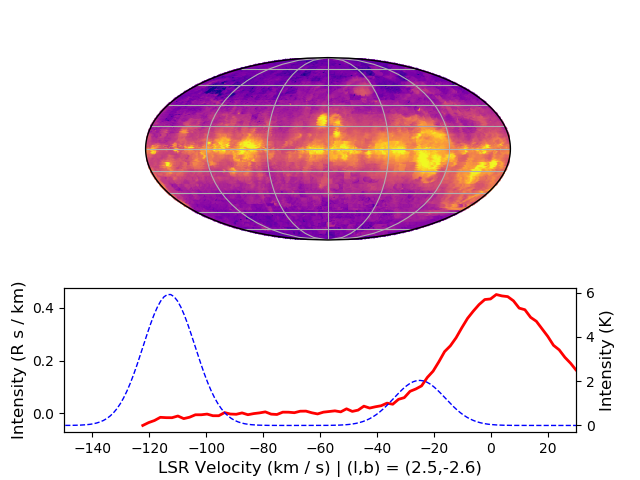 Intensity (R s / km)
0.4
0.2
0.0
6
4
2
0
Intensity (K)
−140 −120 −100 −80 −60 −40 −20 0 20
LSR Velocity (km / s) | (l,b) = (2.5,-2.6)